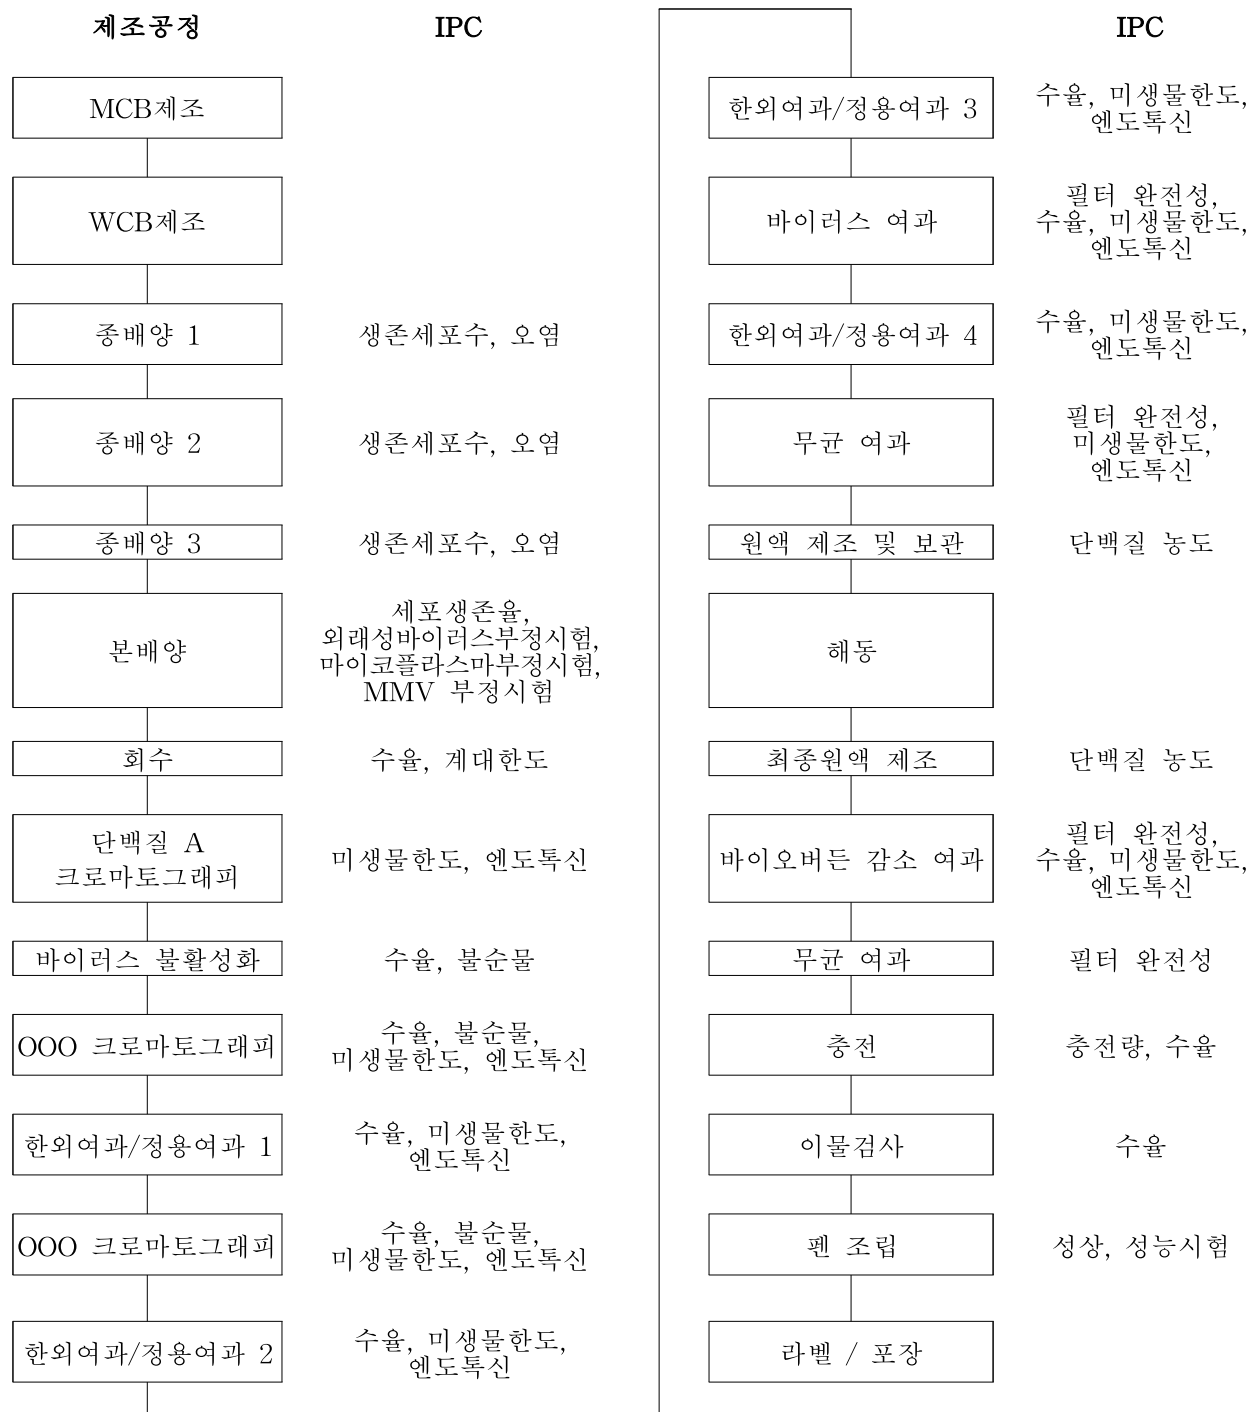 제조공정 IPC
MCB제조
WCB제조
종배양 1 생존세포수, 오염
종배양 2 생존세포수, 오염
종배양 3 생존세포수, 오염
본배양
세포생존율,
외래성바이러스부정시험,
마이코플라스마부정시험,
MMV 부정시험
회수 수율, 계대한도
단백질 A
크로마토그래피
미생물한도, 엔도톡신
바이러스 불활성화 수율, 불순물
OOO 크로마토그래피
수율, 불순물,
미생물한도, 엔도톡신
한외여과/정용여과 1
수율, 미생물한도,
엔도톡신
OOO 크로마토그래피
수율, 불순물,
미생물한도, 엔도톡신
한외여과/정용여과 2
수율, 미생물한도,
엔도톡신
IPC
한외여과/정용여과 3
수율, 미생물한도,
엔도톡신
바이러스 여과
필터 완전성,
수율, 미생물한도,
엔도톡신
한외여과/정용여과 4
수율, 미생물한도,
엔도톡신
무균 여과
필터 완전성,
미생물한도,
엔도톡신
원액 제조 및 보관 단백질 농도
해동
최종원액 제조 단백질 농도
바이오버든 감소 여과
필터 완전성,
수율, 미생물한도,
엔도톡신
무균 여과 필터 완전성
충전 충전량, 수율
이물검사 수율
펜 조립 성상, 성능시험
라벨 / 포장